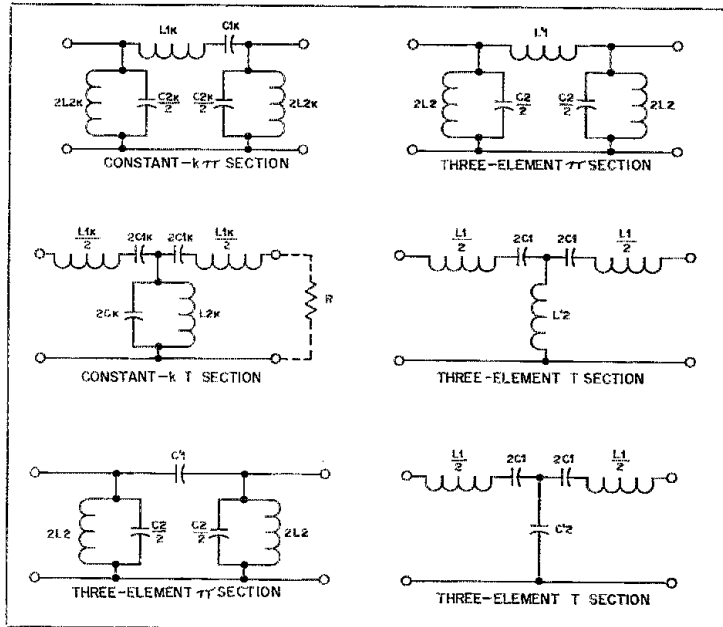 L1K C1K
2L2K C2K/2 C2K/2 2L2K
CONSTANT-k π SECTION
L'1
2L2 C2/2 C2/2 2L2
THREE-ELEMENT π SECTION
L1K/2 2C1K 2C1K L1K/2
2CK L2K R
CONSTANT-k T SECTION
L1/2 2C1 2C1 L1/2
L'2
THREE-ELEMENT T SECTION
C'1
2L2 C2/2 C2/2 2L2
THREE-ELEMENT π SECTION
L1/2 2C1 2C1 L1/2
C'2
THREE-ELEMENT T SECTION